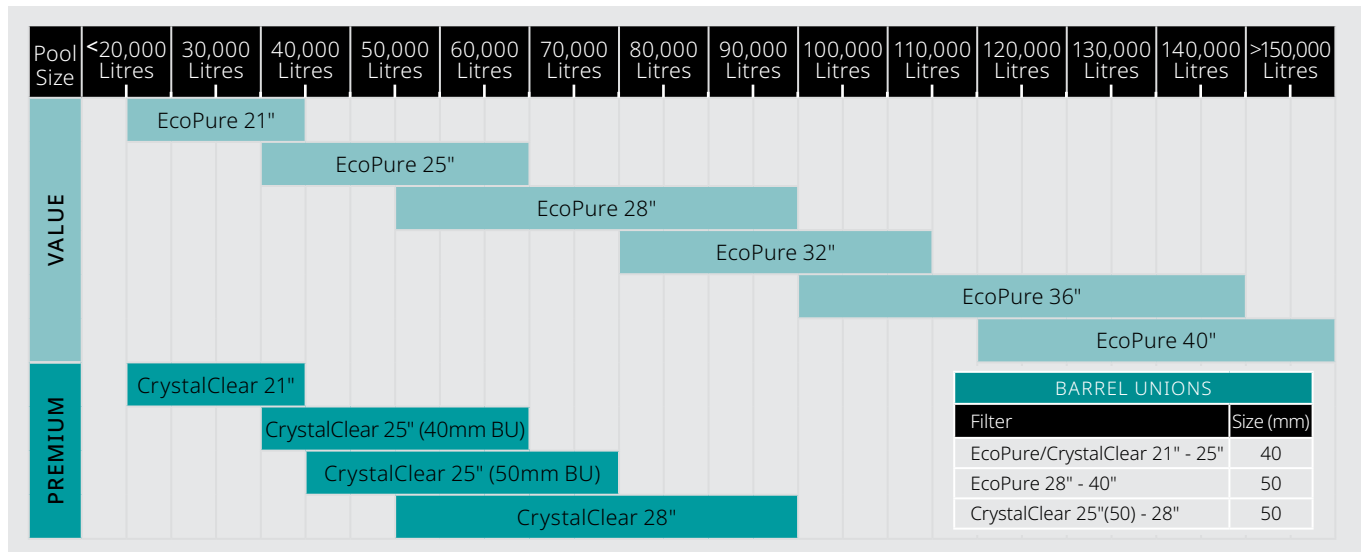 Pool Size <20,000 Litres 30,000 Litres 40,000 Litres 50,000 Litres 60,000 Litres 70,000 Litres 80,000 Litres 90,000 Litres 100,000 Litres 110,000 Litres 120,000 Litres 130,000 Litres 140,000 Litres >150,000 Litres
VALUE
EcoPure 21"
EcoPure 25"
EcoPure 28"
EcoPure 32"
EcoPure 36"
EcoPure 40"
PREMIUM
CrystalClear 21"
CrystalClear 25" (40mm BU)
CrystalClear 25" (50mm BU)
CrystalClear 28"
BARREL UNIONS
Filter Size (mm)
EcoPure/CrystalClear 21" - 25" 40
EcoPure 28" - 40" 50
CrystalClear 25"(50) - 28" 50